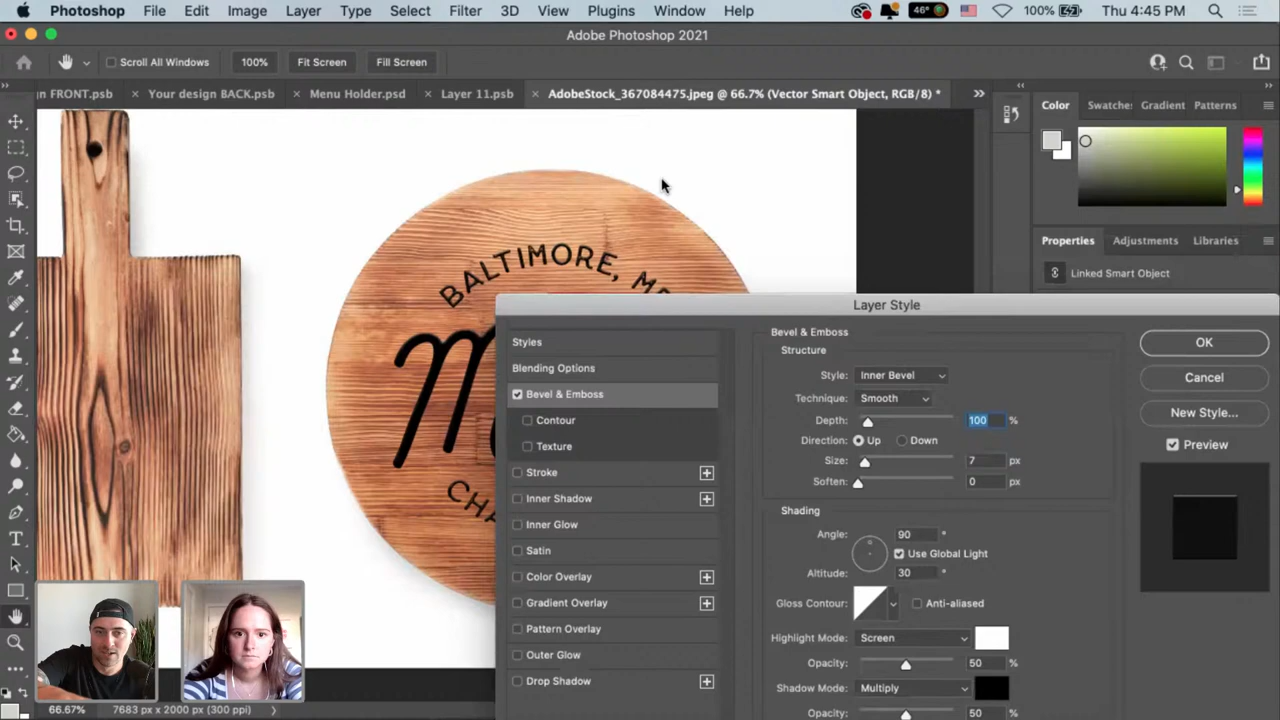 Photoshop File Edit Image Layer Type Select Filter 3D View Plugins Window Help 46° 100% Thu 4:45 PM
Adobe Photoshop 2021
Scroll All Windows 100% Fit Screen Fill Screen
n FRONT.psb × Your design BACK.psb × Menu Holder.psd × Layer 11.psb × AdobeStock_367084475.jpeg @ 66.7% (Vector Smart Object, RGB/8) *
Color Swatche: Gradient Patterns
BALTIMORE, M
M
CHA
Properties Adjustments Libraries
Linked Smart Object
Layer Style
Styles
Blending Options
Bevel & Emboss
Contour
Texture
Stroke
Inner Shadow
Inner Glow
Satin
Color Overlay
Gradient Overlay
Pattern Overlay
Outer Glow
Drop Shadow
Bevel & Emboss
Structure
Style: Inner Bevel
Technique: Smooth
Depth: 100 %
Direction: Up Down
Size: 7 px
Soften: 0 px
Shading
Angle: 90 °
Use Global Light
Altitude: 30 °
Gloss Contour: Anti-aliased
Highlight Mode: Screen
Opacity: 50 %
Shadow Mode: Multiply
Opacity: 50 %
OK
Cancel
New Style...
Preview
66.67% 7683 px x 2000 px (300 ppi)